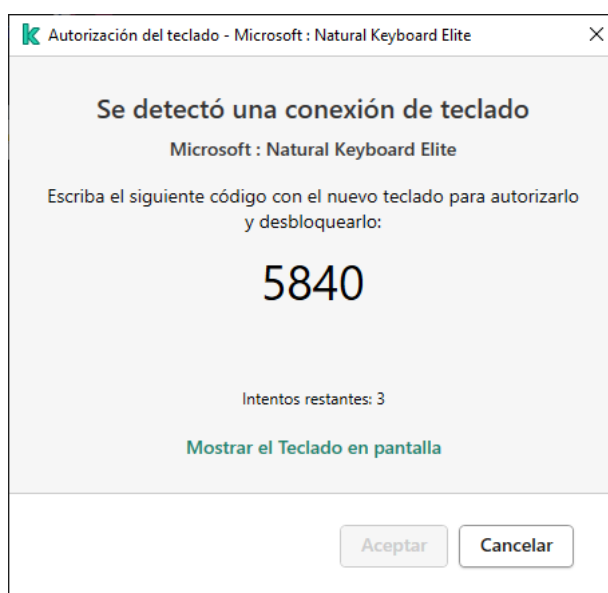 Autorización del teclado - Microsoft : Natural Keyboard Elite
Se detectó una conexión de teclado
Microsoft : Natural Keyboard Elite
Escriba el siguiente código con el nuevo teclado para autorizarlo
y desbloquearlo:
5840
Intentos restantes: 3
Mostrar el Teclado en pantalla
Aceptar
Cancelar